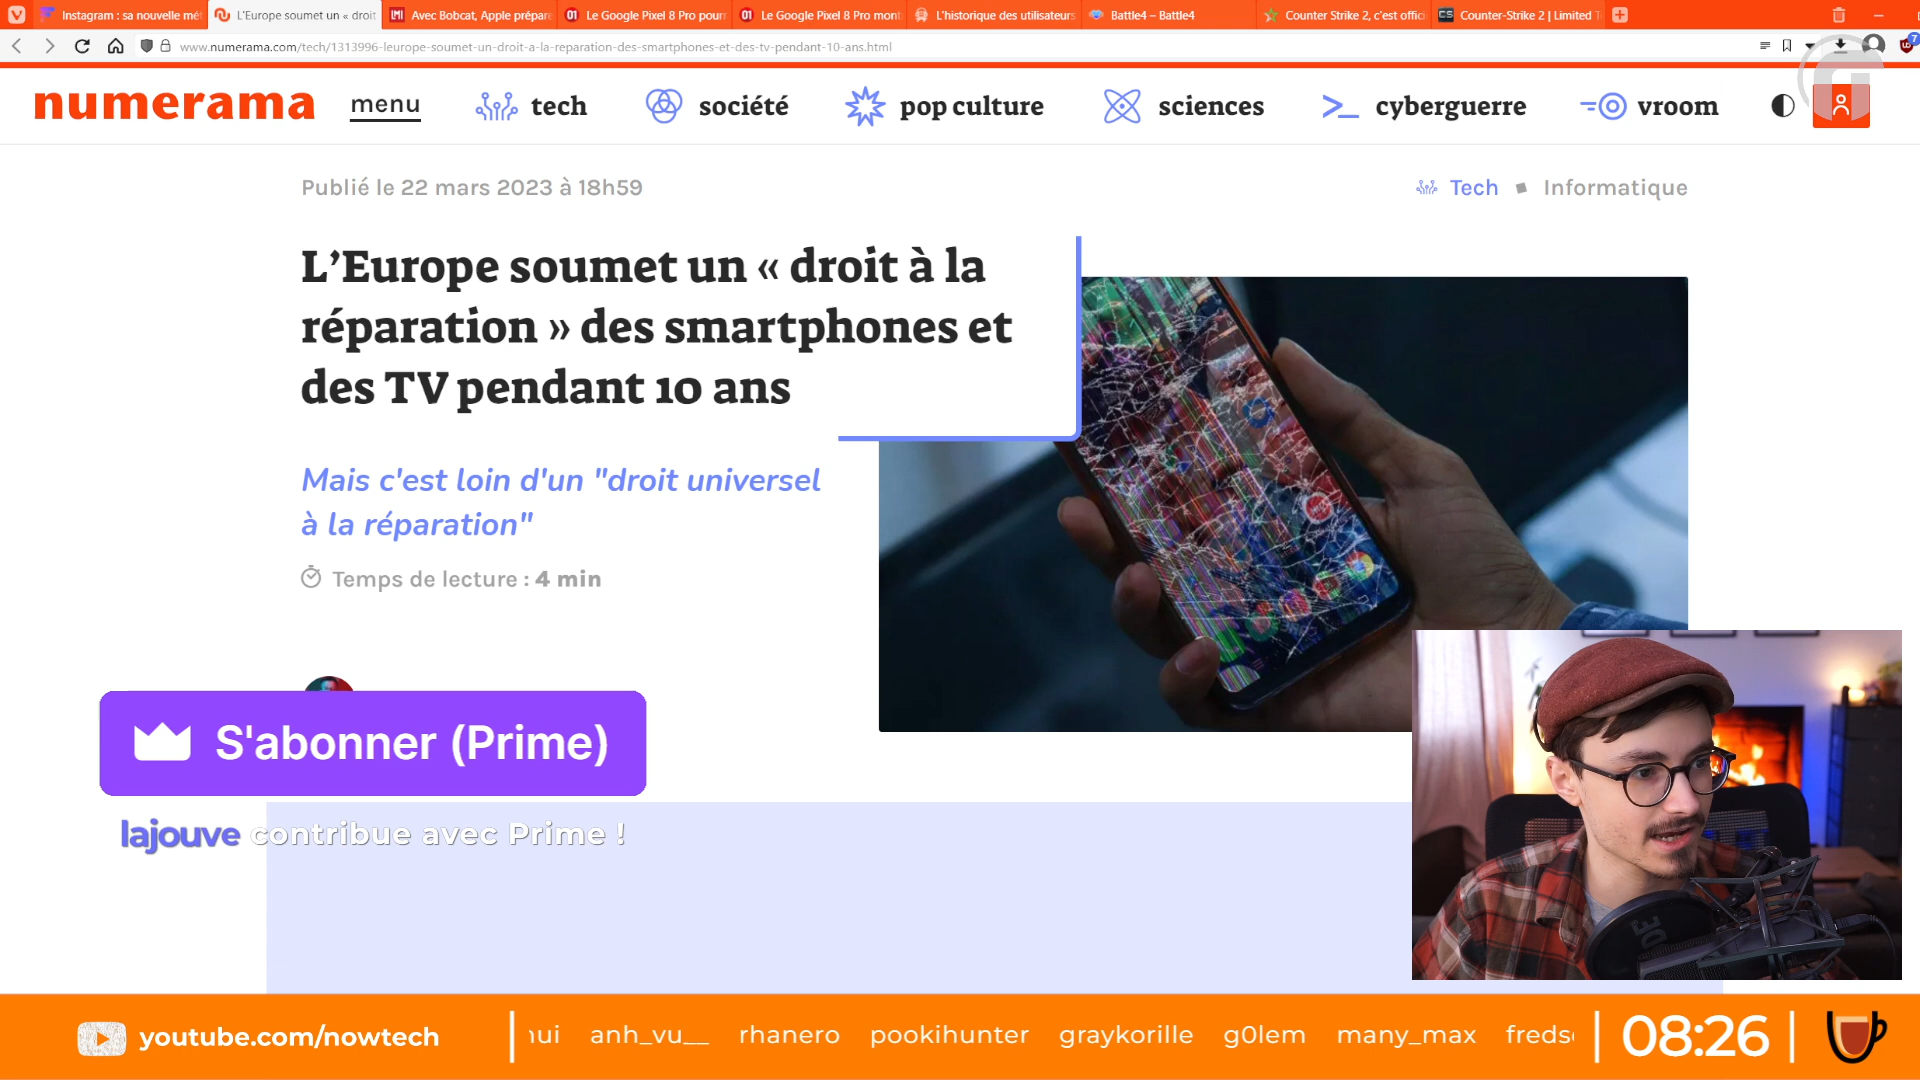 Instagram : sa nouvelle mé
L'Europe soumet un « droit
Avec Bobcat, Apple prépare
Le Google Pixel 8 Pro pourr
Le Google Pixel 8 Pro mont
L'historique des utilisateurs
Battle4 – Battle4
Counter Strike 2, c'est offici
Counter-Strike 2 | Limited T
www.numerama.com/tech/1313996-leurope-soumet-un-droit-a-la-reparation-des-smartphones-et-des-tv-pendant-10-ans.html
7
numerama menu tech société pop culture sciences cyberguerre vroom
Publié le 22 mars 2023 à 18h59
Tech Informatique
L'Europe soumet un « droit à la
réparation » des smartphones et
des TV pendant 10 ans
Mais c'est loin d'un "droit universel
à la réparation"
Temps de lecture : 4 min
S'abonner (Prime)
lajouve contribue avec Prime !
youtube.com/nowtech
anh_vu__ rhanero pookihunter graykorille g0lem many_max
08:26